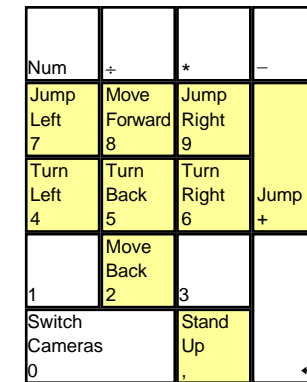 Num ÷ * –
Jump Left 7
Move Forward 8
Jump Right 9
Turn Left 4
Turn Back 5
Turn Right 6
Jump +
1
Move Back 2
3
Switch Cameras 0
Stand Up ,